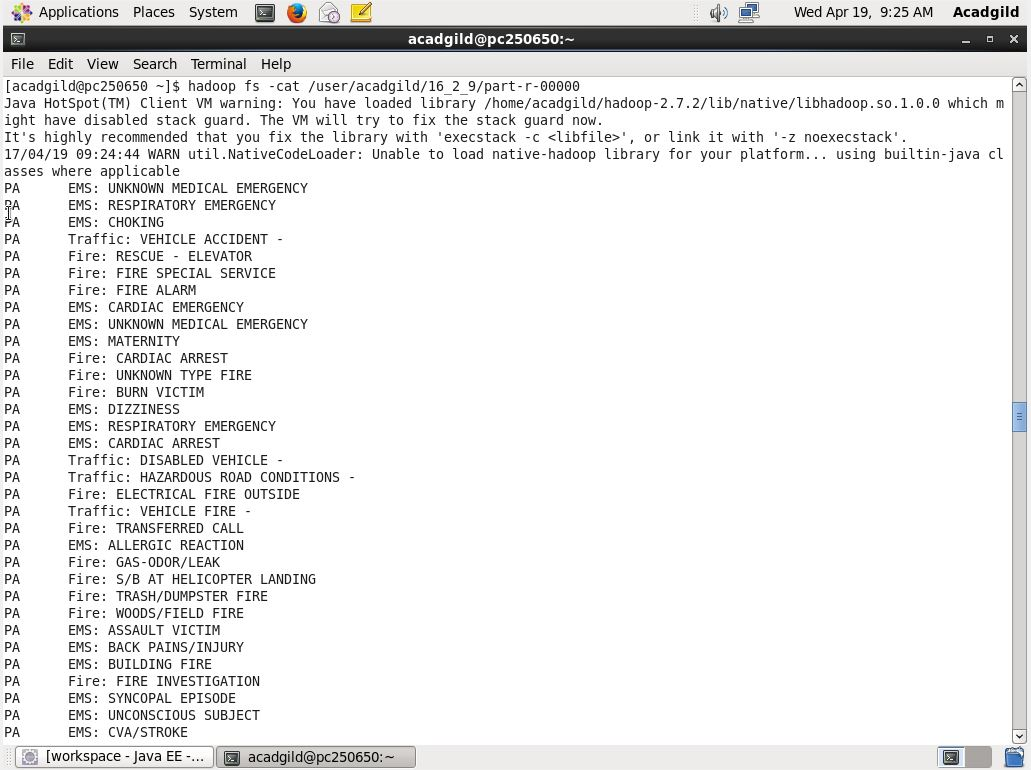 Applications Places System Wed Apr 19, 9:25 AM Acadgild
acadgild@pc250650:~
File Edit View Search Terminal Help
[acadgild@pc250650 ~]$ hadoop fs -cat /user/acadgild/16_2_9/part-r-00000
Java HotSpot(TM) Client VM warning: You have loaded library /home/acadgild/hadoop-2.7.2/lib/native/libhadoop.so.1.0.0 which m
ight have disabled stack guard. The VM will try to fix the stack guard now.
It's highly recommended that you fix the library with 'execstack -c <libfile>', or link it with '-z noexecstack'.
17/04/19 09:24:44 WARN util.NativeCodeLoader: Unable to load native-hadoop library for your platform... using builtin-java cl
asses where applicable
PA EMS: UNKNOWN MEDICAL EMERGENCY
PA EMS: RESPIRATORY EMERGENCY
PA EMS: CHOKING
PA Traffic: VEHICLE ACCIDENT -
PA Fire: RESCUE - ELEVATOR
PA Fire: FIRE SPECIAL SERVICE
PA Fire: FIRE ALARM
PA EMS: CARDIAC EMERGENCY
PA EMS: UNKNOWN MEDICAL EMERGENCY
PA EMS: MATERNITY
PA Fire: CARDIAC ARREST
PA Fire: UNKNOWN TYPE FIRE
PA Fire: BURN VICTIM
PA EMS: DIZZINESS
PA EMS: RESPIRATORY EMERGENCY
PA EMS: CARDIAC ARREST
PA Traffic: DISABLED VEHICLE -
PA Traffic: HAZARDOUS ROAD CONDITIONS -
PA Fire: ELECTRICAL FIRE OUTSIDE
PA Traffic: VEHICLE FIRE -
PA Fire: TRANSFERRED CALL
PA EMS: ALLERGIC REACTION
PA Fire: GAS-ODOR/LEAK
PA Fire: S/B AT HELICOPTER LANDING
PA Fire: TRASH/DUMPSTER FIRE
PA Fire: WOODS/FIELD FIRE
PA EMS: ASSAULT VICTIM
PA EMS: BACK PAINS/INJURY
PA EMS: BUILDING FIRE
PA Fire: FIRE INVESTIGATION
PA EMS: SYNCOPAL EPISODE
PA EMS: UNCONSCIOUS SUBJECT
PA EMS: CVA/STROKE
[workspace - Java EE -... acadgild@pc250650:~